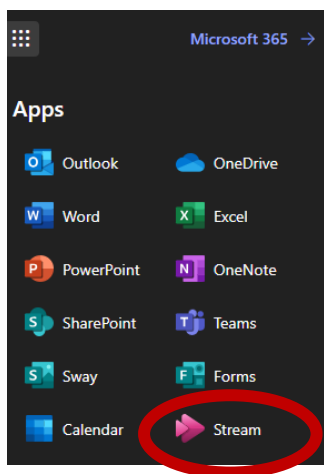 Microsoft 365 →
Apps
Outlook OneDrive
Word Excel
PowerPoint OneNote
SharePoint Teams
Sway Forms
Calendar Stream